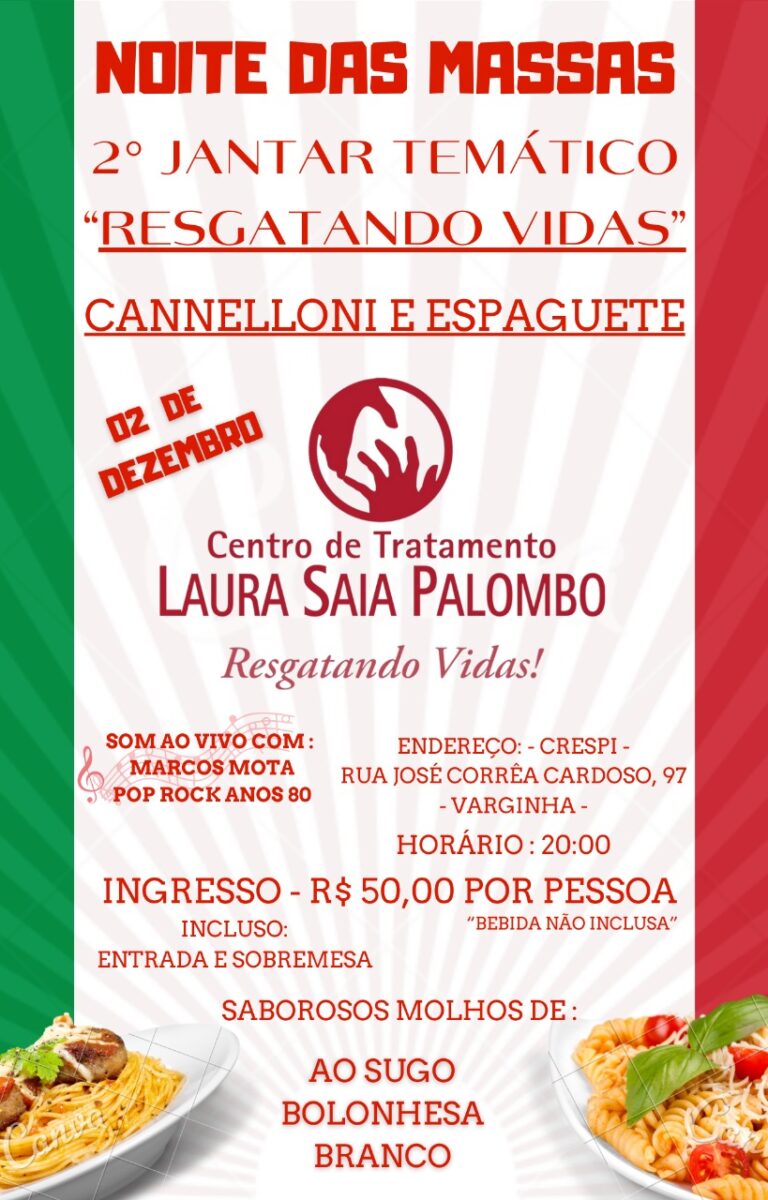 NOITE DAS MASSAS
2º JANTAR TEMÁTICO
“RESGATANDO VIDAS”
CANNELLONI E ESPAGUETE
02 DE
DEZEMBRO
Centro de Tratamento
LAURA SAIA PALOMBO
Resgatando Vidas!
SOM AO VIVO COM :
MARCOS MOTA
POP ROCK ANOS 80
ENDEREÇO: - CRESPI -
RUA JOSÉ CORRÊA CARDOSO, 97
- VARGINHA -
HORÁRIO : 20:00
INGRESSO - R$ 50,00 POR PESSOA
“BEBIDA NÃO INCLUSA”
INCLUSO:
ENTRADA E SOBREMESA
SABOROSOS MOLHOS DE :
AO SUGO
BOLONHESA
BRANCO
Canva